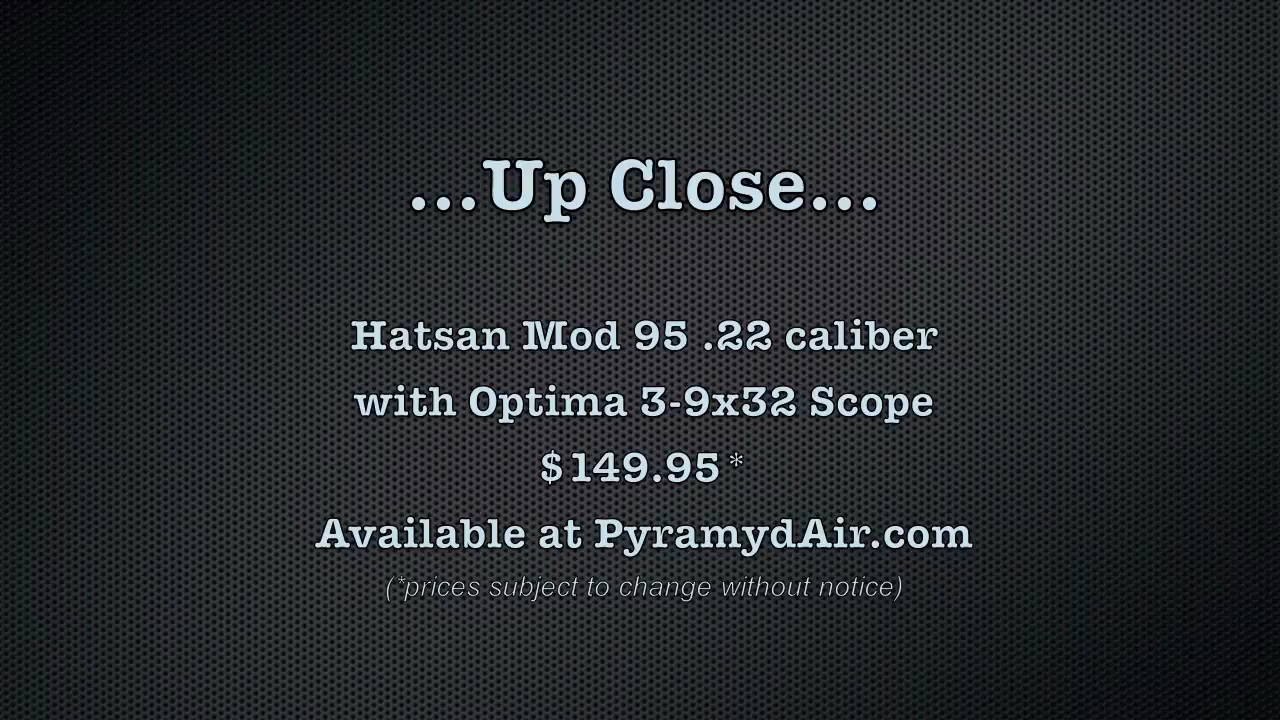 ...Up Close...
Hatsan Mod 95 .22 caliber
with Optima 3-9x32 Scope
$149.95*
Available at PyramydAir.com
(*prices subject to change without notice)